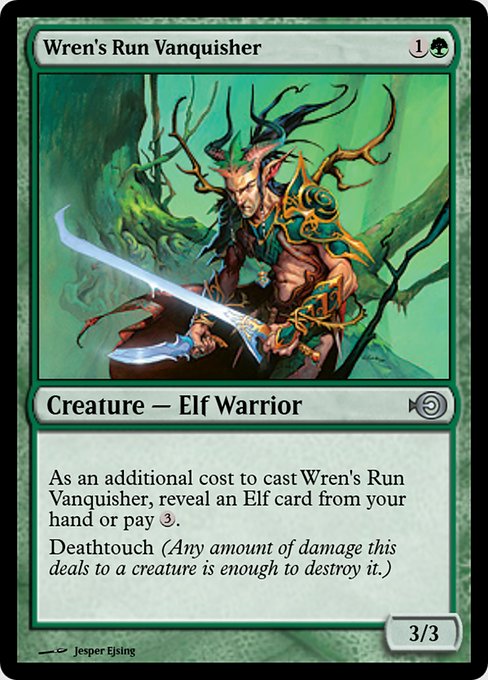 Wren's Run Vanquisher 1
Creature — Elf Warrior
As an additional cost to cast Wren's Run
Vanquisher, reveal an Elf card from your
hand or pay 3.
Deathtouch (Any amount of damage this
deals to a creature is enough to destroy it.)
3/3
Jesper Ejsing